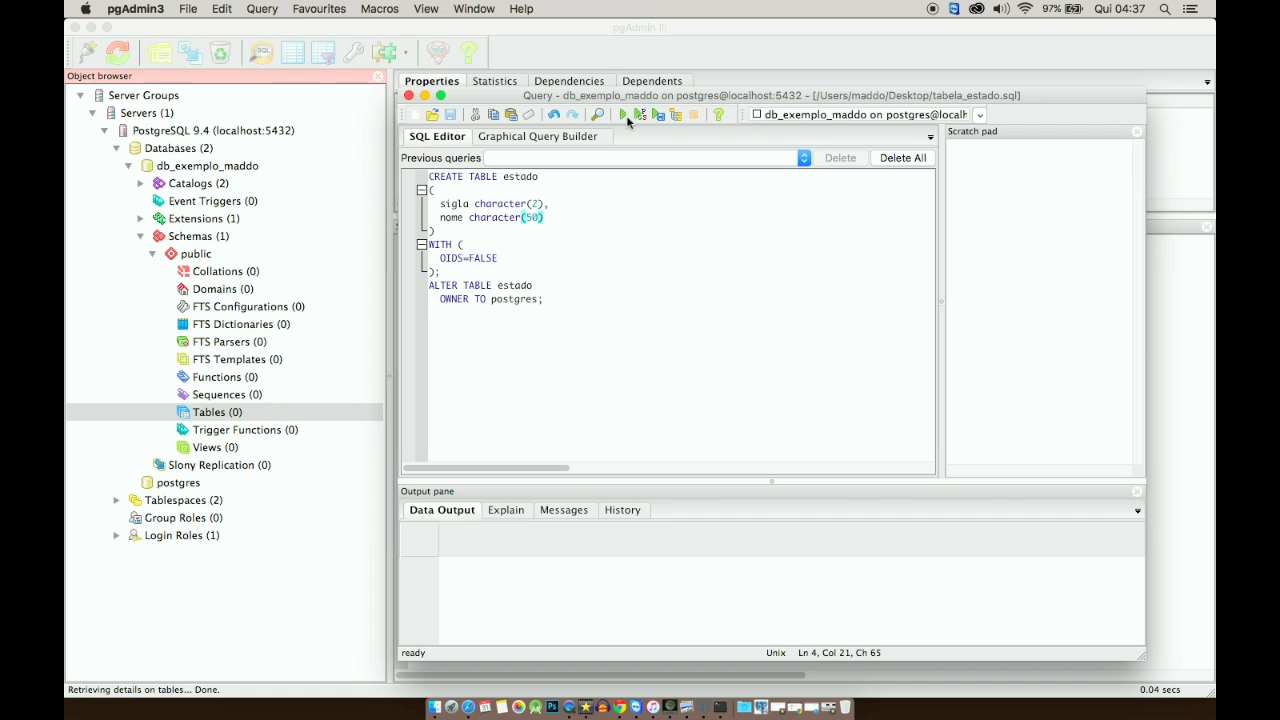 pgAdmin3 File Edit Query Favourites Macros View Window Help 97% Qui 04:37
pgAdmin III
SQL
Object browser
Server Groups
Servers (1)
PostgreSQL 9.4 (localhost:5432)
Databases (2)
db_exemplo_maddo
Catalogs (2)
Event Triggers (0)
Extensions (1)
Schemas (1)
public
Collations (0)
Domains (0)
FTS Configurations (0)
FTS Dictionaries (0)
FTS Parsers (0)
FTS Templates (0)
Functions (0)
Sequences (0)
Tables (0)
Trigger Functions (0)
Views (0)
Slony Replication (0)
postgres
Tablespaces (2)
Group Roles (0)
Login Roles (1)
Retrieving details on tables... Done.
0.04 secs
Properties Statistics Dependencies Dependents
Query - db_exemplo_maddo on postgres@localhost:5432 - [/Users/maddo/Desktop/tabela_estado.sql]
db_exemplo_maddo on postgres@localh
SQL Editor Graphical Query Builder
Previous queries Delete Delete All
CREATE TABLE estado
(
sigla character(2),
nome character(50)
)
WITH (
OIDS=FALSE
);
ALTER TABLE estado
OWNER TO postgres;
Scratch pad
Output pane
Data Output Explain Messages History
ready Unix Ln 4, Col 21, Ch 65